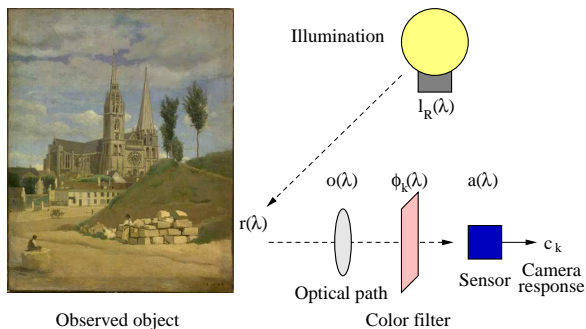 Illumination
l_R(λ)
o(λ)
ϕ_k(λ)
a(λ)
r(λ)
c_k
Sensor
Camera
response
Optical path
Observed object
Color filter